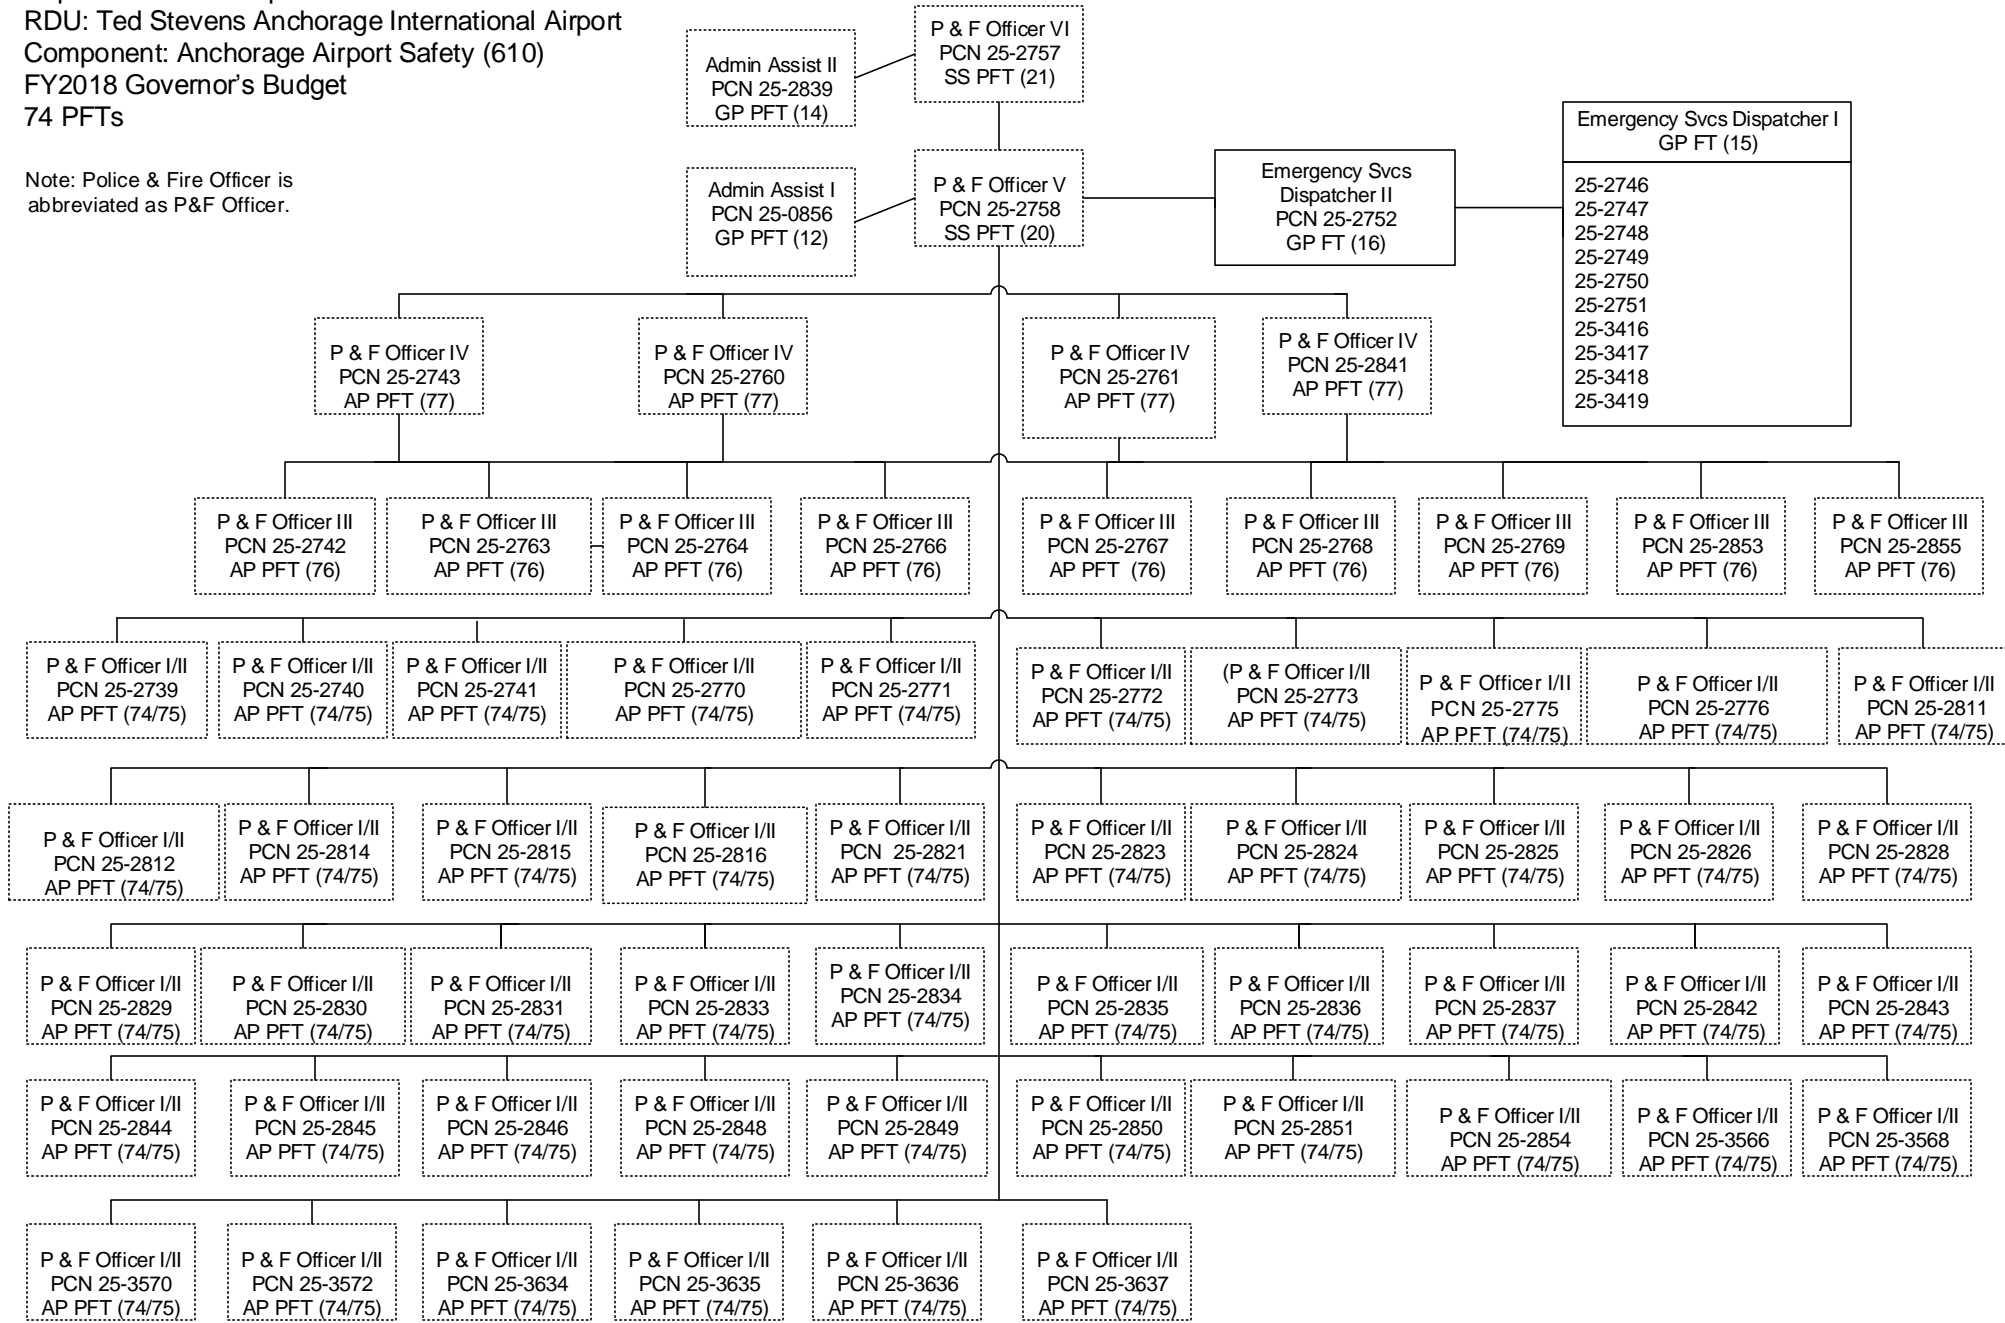 RDU: Ted Stevens Anchorage International Airport
Component: Anchorage Airport Safety (610)
FY2018 Governor's Budget
74 PFTs
Note: Police & Fire Officer is
abbreviated as P&F Officer.
Admin Assist II
PCN 25-2839
GP PFT (14)
P & F Officer VI
PCN 25-2757
SS PFT (21)
Admin Assist I
PCN 25-0856
GP PFT (12)
P & F Officer V
PCN 25-2758
SS PFT (20)
Emergency Svcs
Dispatcher II
PCN 25-2752
GP FT (16)
Emergency Svcs Dispatcher I
GP FT (15)
25-2746
25-2747
25-2748
25-2749
25-2750
25-2751
25-3416
25-3417
25-3418
25-3419
P & F Officer IV
PCN 25-2743
AP PFT (77)
P & F Officer IV
PCN 25-2760
AP PFT (77)
P & F Officer IV
PCN 25-2761
AP PFT (77)
P & F Officer IV
PCN 25-2841
AP PFT (77)
P & F Officer III
PCN 25-2742
AP PFT (76)
P & F Officer III
PCN 25-2763
AP PFT (76)
P & F Officer III
PCN 25-2764
AP PFT (76)
P & F Officer III
PCN 25-2766
AP PFT (76)
P & F Officer III
PCN 25-2767
AP PFT (76)
P & F Officer III
PCN 25-2768
AP PFT (76)
P & F Officer III
PCN 25-2769
AP PFT (76)
P & F Officer III
PCN 25-2853
AP PFT (76)
P & F Officer III
PCN 25-2855
AP PFT (76)
P & F Officer I/II
PCN 25-2739
AP PFT (74/75)
P & F Officer I/II
PCN 25-2740
AP PFT (74/75)
P & F Officer I/II
PCN 25-2741
AP PFT (74/75)
P & F Officer I/II
PCN 25-2770
AP PFT (74/75)
P & F Officer I/II
PCN 25-2771
AP PFT (74/75)
P & F Officer I/II
PCN 25-2772
AP PFT (74/75)
(P & F Officer I/II
PCN 25-2773
AP PFT (74/75)
P & F Officer I/II
PCN 25-2775
AP PFT (74/75)
P & F Officer I/II
PCN 25-2776
AP PFT (74/75)
P & F Officer I/II
PCN 25-2811
AP PFT (74/75)
P & F Officer I/II
PCN 25-2812
AP PFT (74/75)
P & F Officer I/II
PCN 25-2814
AP PFT (74/75)
P & F Officer I/II
PCN 25-2815
AP PFT (74/75)
P & F Officer I/II
PCN 25-2816
AP PFT (74/75)
P & F Officer I/II
PCN 25-2821
AP PFT (74/75)
P & F Officer I/II
PCN 25-2823
AP PFT (74/75)
P & F Officer I/II
PCN 25-2824
AP PFT (74/75)
P & F Officer I/II
PCN 25-2825
AP PFT (74/75)
P & F Officer I/II
PCN 25-2826
AP PFT (74/75)
P & F Officer I/II
PCN 25-2828
AP PFT (74/75)
P & F Officer I/II
PCN 25-2829
AP PFT (74/75)
P & F Officer I/II
PCN 25-2830
AP PFT (74/75)
P & F Officer I/II
PCN 25-2831
AP PFT (74/75)
P & F Officer I/II
PCN 25-2833
AP PFT (74/75)
P & F Officer I/II
PCN 25-2834
AP PFT (74/75)
P & F Officer I/II
PCN 25-2835
AP PFT (74/75)
P & F Officer I/II
PCN 25-2836
AP PFT (74/75)
P & F Officer I/II
PCN 25-2837
AP PFT (74/75)
P & F Officer I/II
PCN 25-2842
AP PFT (74/75)
P & F Officer I/II
PCN 25-2843
AP PFT (74/75)
P & F Officer I/II
PCN 25-2844
AP PFT (74/75)
P & F Officer I/II
PCN 25-2845
AP PFT (74/75)
P & F Officer I/II
PCN 25-2846
AP PFT (74/75)
P & F Officer I/II
PCN 25-2848
AP PFT (74/75)
P & F Officer I/II
PCN 25-2849
AP PFT (74/75)
P & F Officer I/II
PCN 25-2850
AP PFT (74/75)
P & F Officer I/II
PCN 25-2851
AP PFT (74/75)
P & F Officer I/II
PCN 25-2854
AP PFT (74/75)
P & F Officer I/II
PCN 25-3566
AP PFT (74/75)
P & F Officer I/II
PCN 25-3568
AP PFT (74/75)
P & F Officer I/II
PCN 25-3570
AP PFT (74/75)
P & F Officer I/II
PCN 25-3572
AP PFT (74/75)
P & F Officer I/II
PCN 25-3634
AP PFT (74/75)
P & F Officer I/II
PCN 25-3635
AP PFT (74/75)
P & F Officer I/II
PCN 25-3636
AP PFT (74/75)
P & F Officer I/II
PCN 25-3637
AP PFT (74/75)